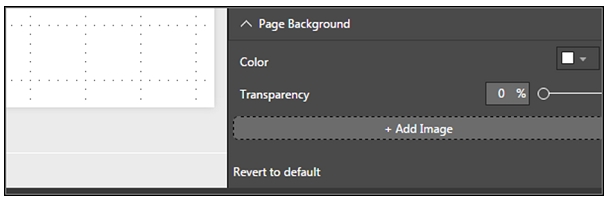 Page Background
Color
Transparency 0 %
+ Add Image
Revert to default